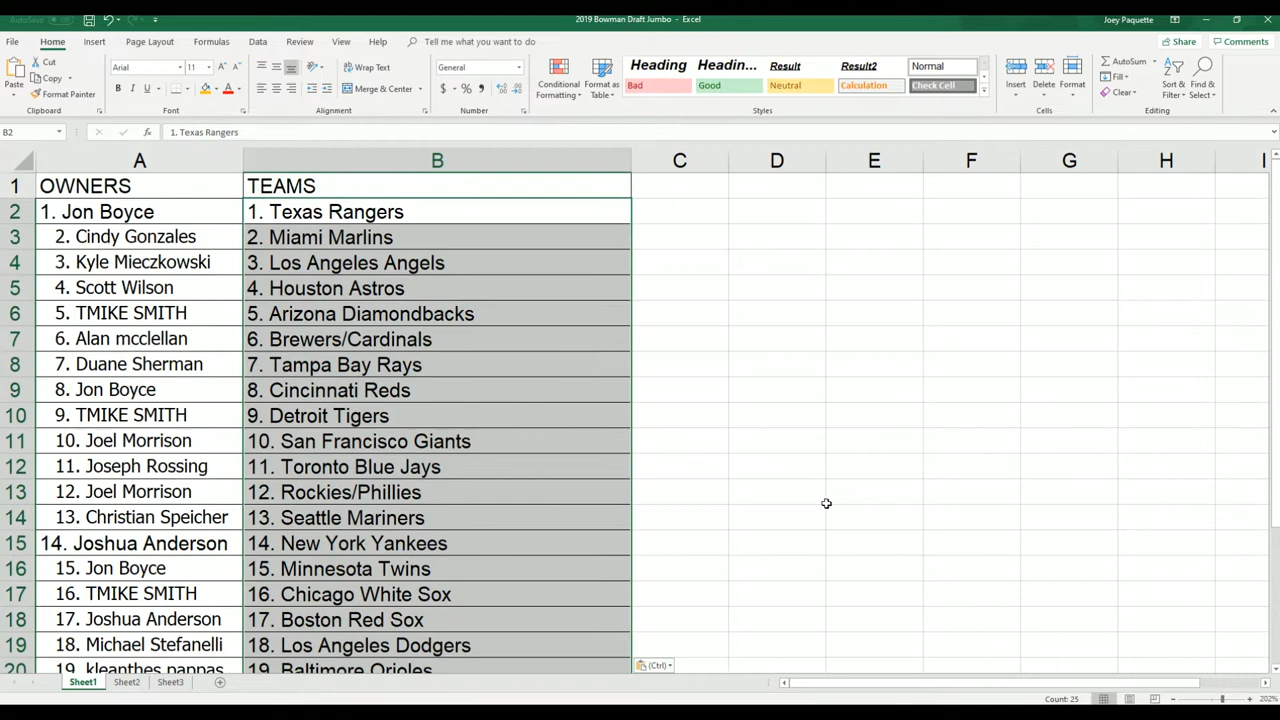 AutoSave Off
2019 Bowman Draft Jumbo - Excel
Joey Paquette
File Home Insert Page Layout Formulas Data Review View Help Tell me what you want to do
Share Comments
Cut
Copy
Format Painter
Paste
Clipboard
Arial 11
Font
Wrap Text
Merge & Center
Alignment
General
Number
Conditional Formatting
Format as Table
Heading Headin... Result Result2 Normal
Bad Good Neutral Calculation Check Cell
Styles
Insert Delete Format
Cells
AutoSum
Fill
Clear
Sort & Filter
Find & Select
Editing
B2 fx 1. Texas Rangers
A B C D E F G H I
1 OWNERS TEAMS
2 1. Jon Boyce 1. Texas Rangers
3 2. Cindy Gonzales 2. Miami Marlins
4 3. Kyle Mieczkowski 3. Los Angeles Angels
5 4. Scott Wilson 4. Houston Astros
6 5. TMIKE SMITH 5. Arizona Diamondbacks
7 6. Alan mcclellan 6. Brewers/Cardinals
8 7. Duane Sherman 7. Tampa Bay Rays
9 8. Jon Boyce 8. Cincinnati Reds
10 9. TMIKE SMITH 9. Detroit Tigers
11 10. Joel Morrison 10. San Francisco Giants
12 11. Joseph Rossing 11. Toronto Blue Jays
13 12. Joel Morrison 12. Rockies/Phillies
14 13. Christian Speicher 13. Seattle Mariners
15 14. Joshua Anderson 14. New York Yankees
16 15. Jon Boyce 15. Minnesota Twins
17 16. TMIKE SMITH 16. Chicago White Sox
18 17. Joshua Anderson 17. Boston Red Sox
19 18. Michael Stefanelli 18. Los Angeles Dodgers
20 19. kleanthes pappas 19. Baltimore Orioles
(Ctrl)
Sheet1 Sheet2 Sheet3
Count: 25
202%